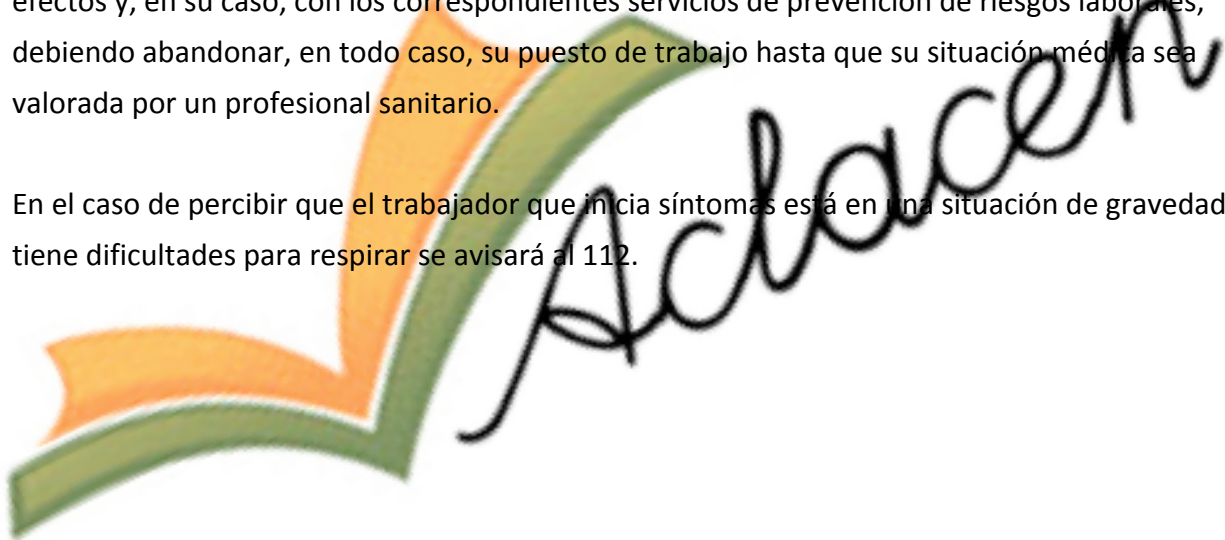 efectos y, en su caso, con los correspondientes servicios de prevención de riesgos laborales,
debiendo abandonar, en todo caso, su puesto de trabajo hasta que su situación médica sea
valorada por un profesional sanitario.
En el caso de percibir que el trabajador que inicia síntomas está en una situación de gravedad
tiene dificultades para respirar se avisará al 112.
Aclacen